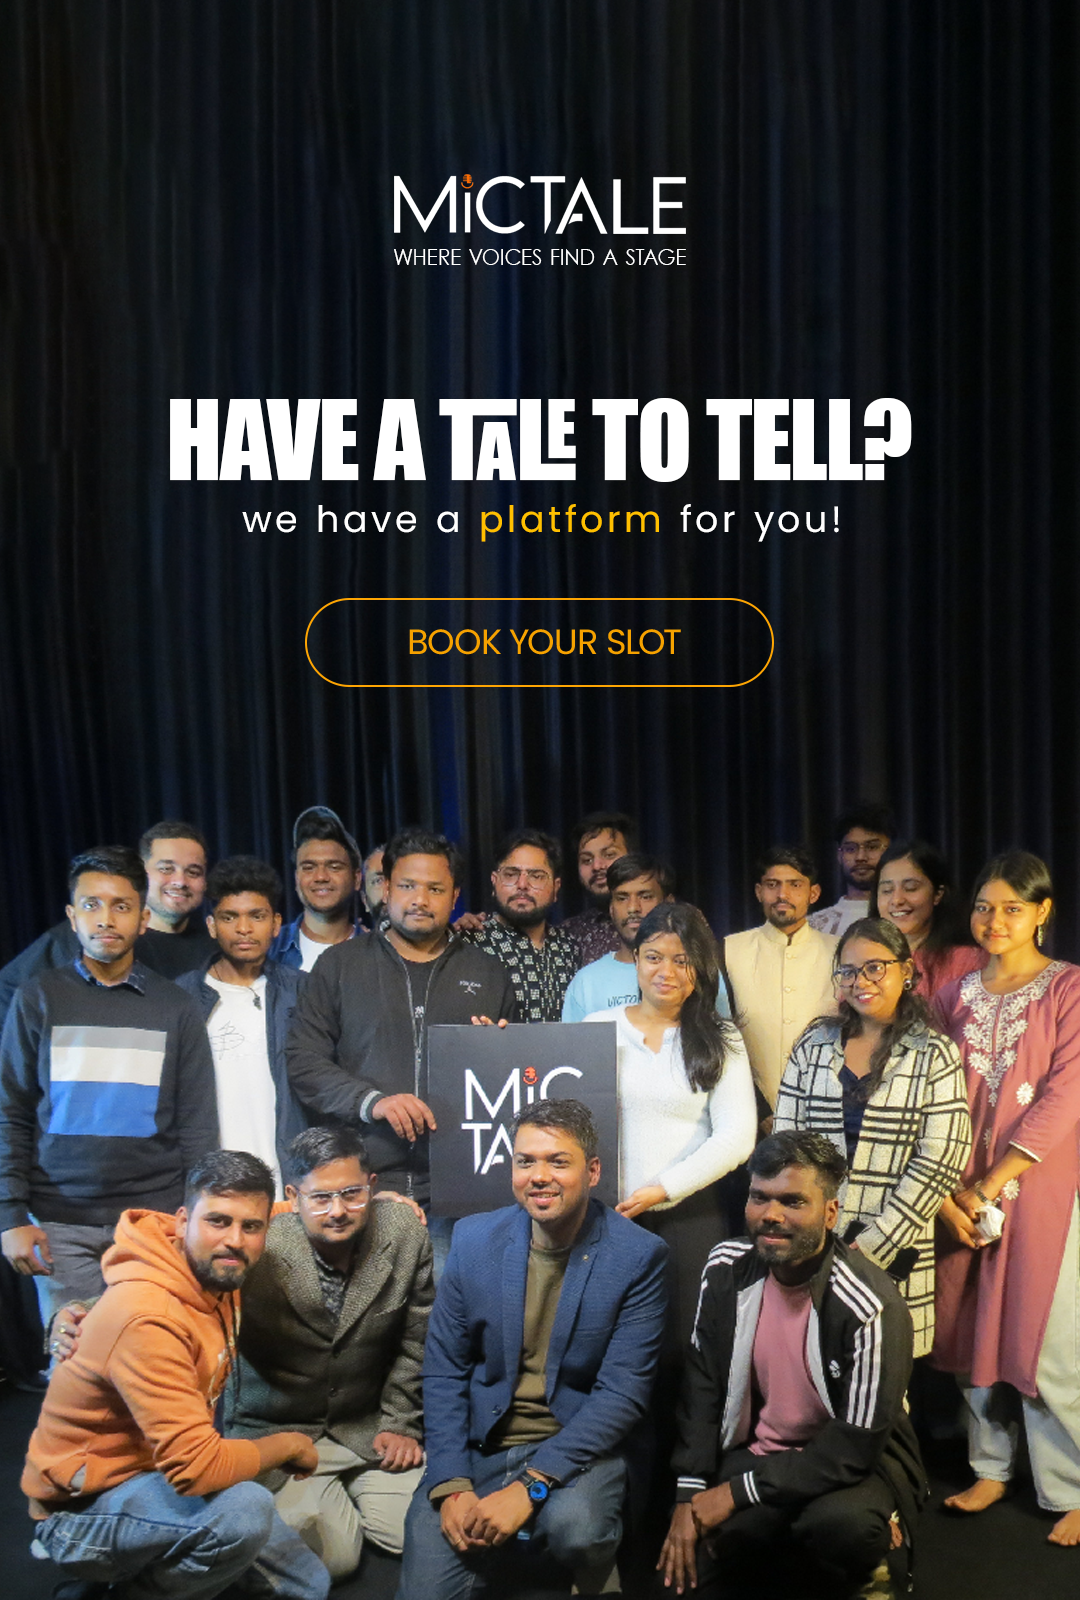 MiCTALE
WHERE VOICES FIND A STAGE
HAVE A TALE TO TELL?
we have a platform for you!
BOOK YOUR SLOT
VICTO
MiC
TA